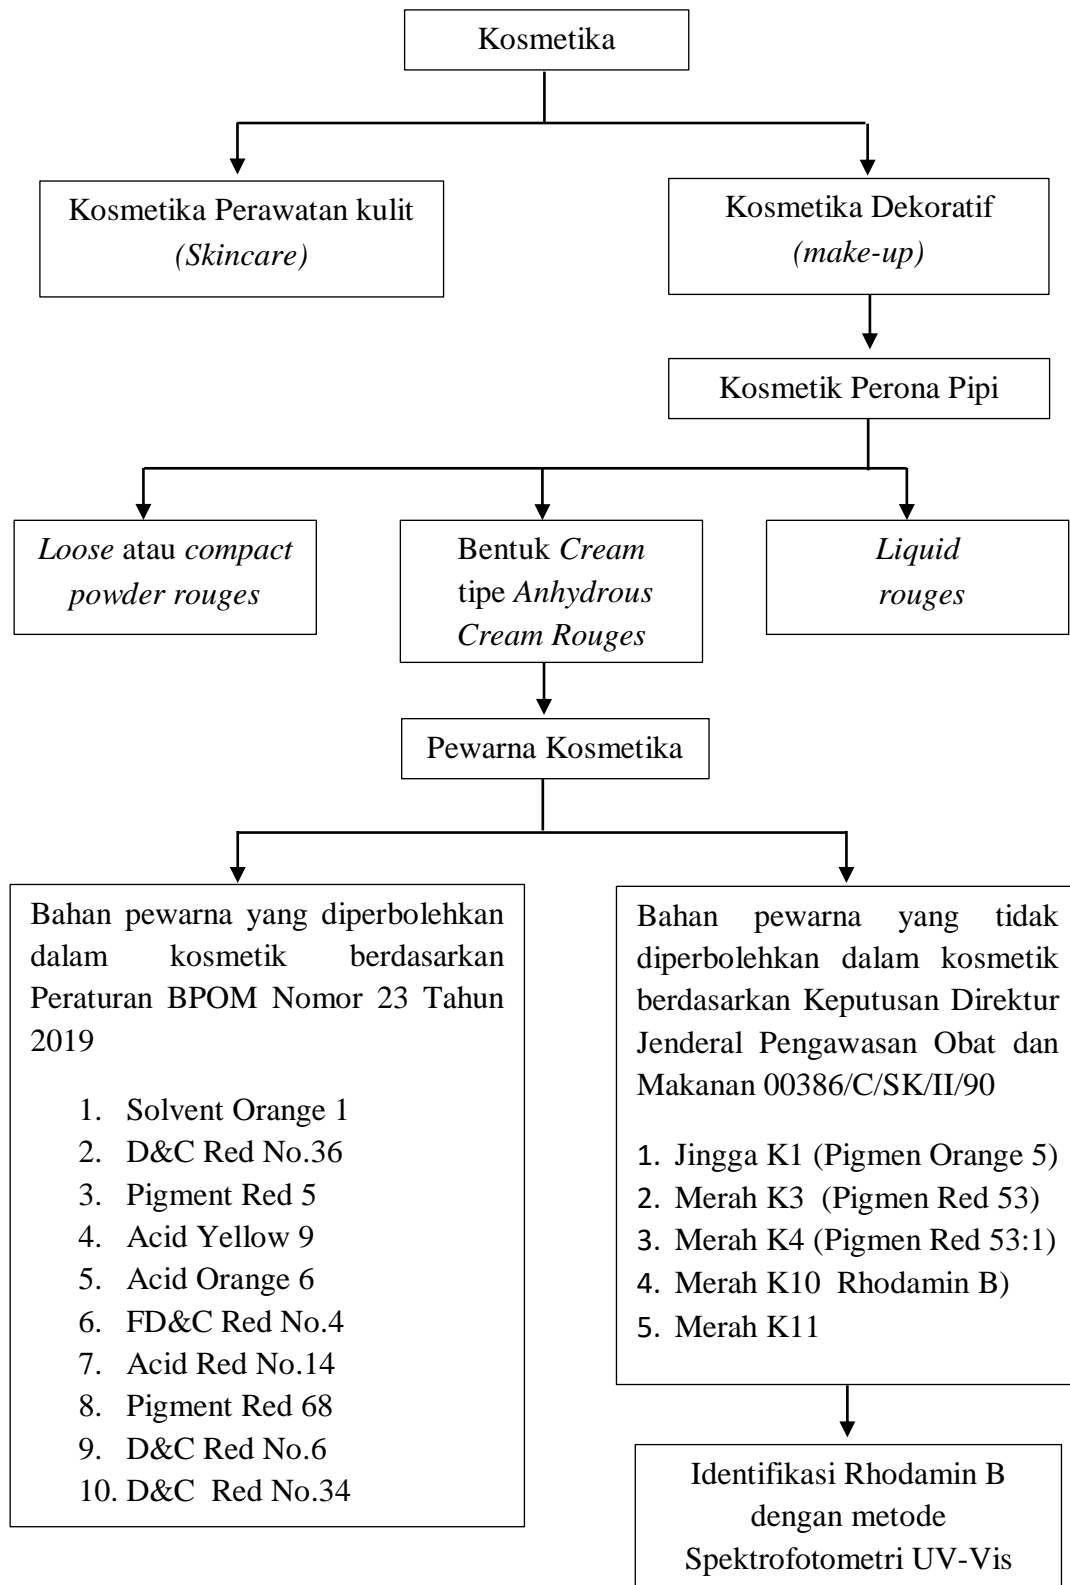 Kosmetika
Kosmetika Perawatan kulit
(Skincare)
Kosmetika Dekoratif
(make-up)
Kosmetik Perona Pipi
Loose atau compact
powder rouges
Bentuk Cream
tipe Anhydrous
Cream Rouges
Liquid
rouges
Pewarna Kosmetika
Bahan pewarna yang diperbolehkan
dalam kosmetik berdasarkan
Peraturan BPOM Nomor 23 Tahun
2019
1. Solvent Orange 1
2. D&C Red No.36
3. Pigment Red 5
4. Acid Yellow 9
5. Acid Orange 6
6. FD&C Red No.4
7. Acid Red No.14
8. Pigment Red 68
9. D&C Red No.6
10. D&C Red No.34
Bahan pewarna yang tidak
diperbolehkan dalam kosmetik
berdasarkan Keputusan Direktur
Jenderal Pengawasan Obat dan
Makanan 00386/C/SK/II/90
1. Jingga K1 (Pigmen Orange 5)
2. Merah K3 (Pigmen Red 53)
3. Merah K4 (Pigmen Red 53:1)
4. Merah K10 Rhodamin B)
5. Merah K11
Identifikasi Rhodamin B
dengan metode
Spektrofotometri UV-Vis